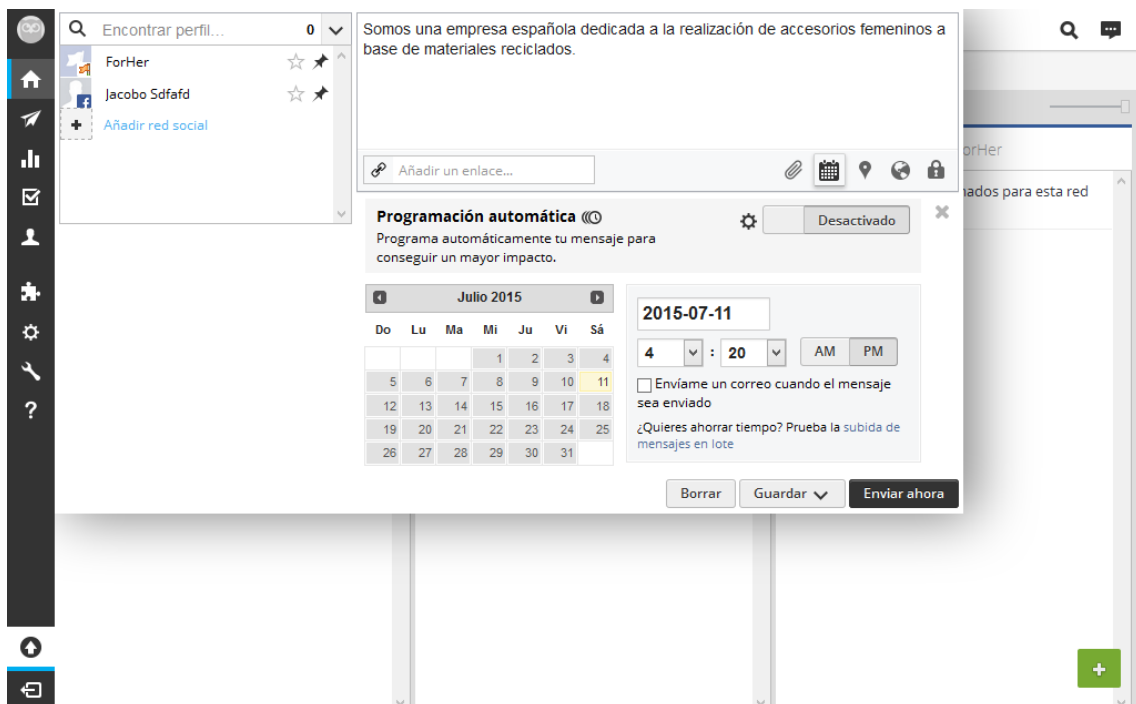 Encontrar perfil... 0
ForHer
Jacobo Sdfafd
Añadir red social
Somos una empresa española dedicada a la realización de accesorios femeninos a
base de materiales reciclados.
Añadir un enlace...
Programación automática
Programa automáticamente tu mensaje para
conseguir un mayor impacto.
Desactivado
Julio 2015
Do Lu Ma Mi Ju Vi Sá
1 2 3 4
5 6 7 8 9 10 11
12 13 14 15 16 17 18
19 20 21 22 23 24 25
26 27 28 29 30 31
2015-07-11
4 : 20 AM PM
Envíame un correo cuando el mensaje
sea enviado
¿Quieres ahorrar tiempo? Prueba la subida de
mensajes en lote
Borrar Guardar Enviar ahora
para esta red